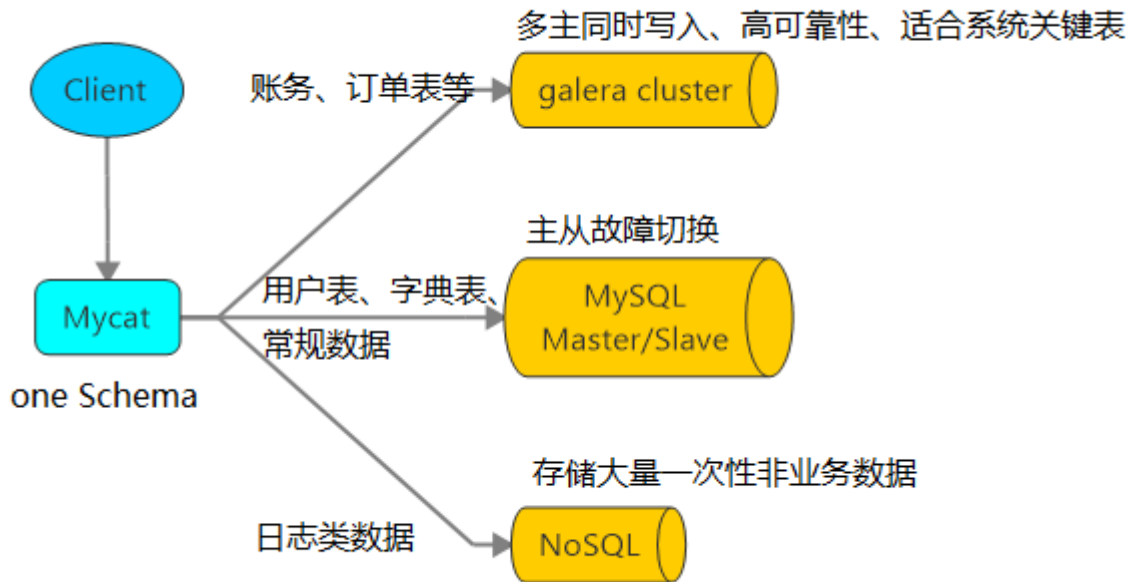 多主同时写入、高可靠性、适合系统关键表
Client
账务、订单表等
galera cluster
主从故障切换
用户表、字典表、
常规数据
MySQL
Master/Slave
Mycat
one Schema
存储大量一次性非业务数据
日志类数据
NoSQL